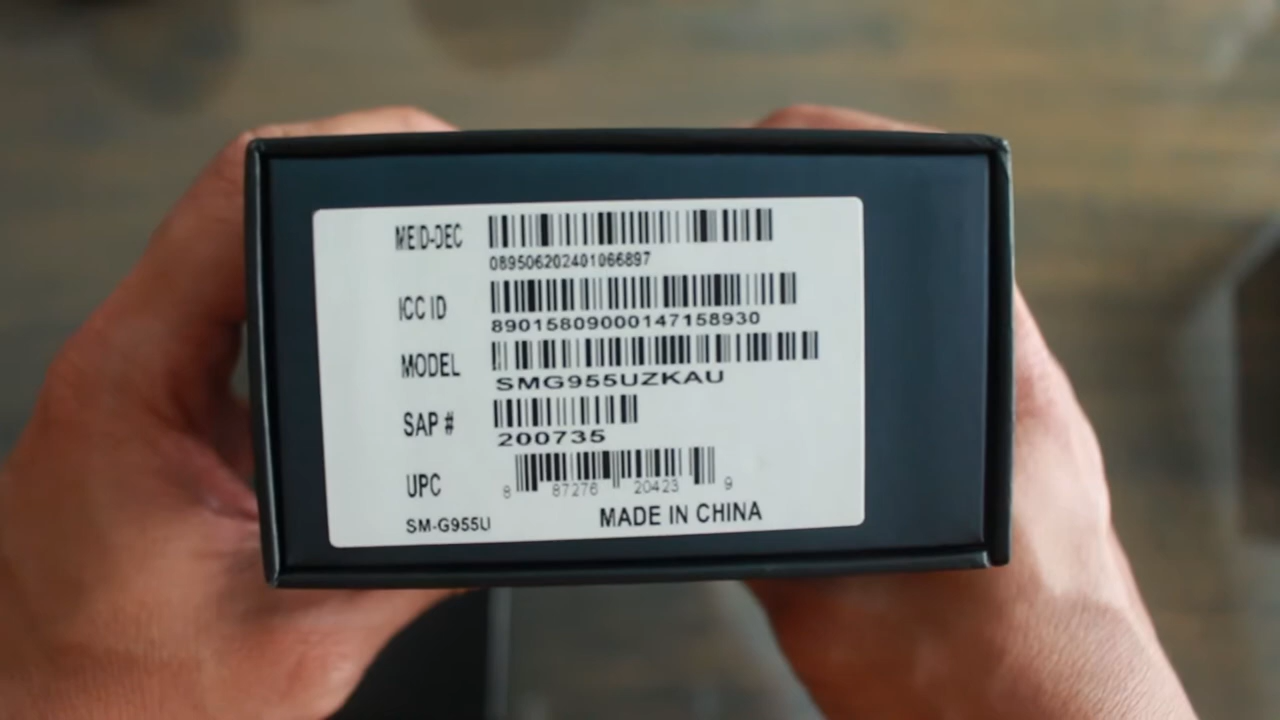 MEID-DEC
089506202401066897
ICC ID
89015809000147158930
MODEL
SMG955UZKAU
SAP #
200735
UPC
8 87276 20423 9
SM-G955U MADE IN CHINA